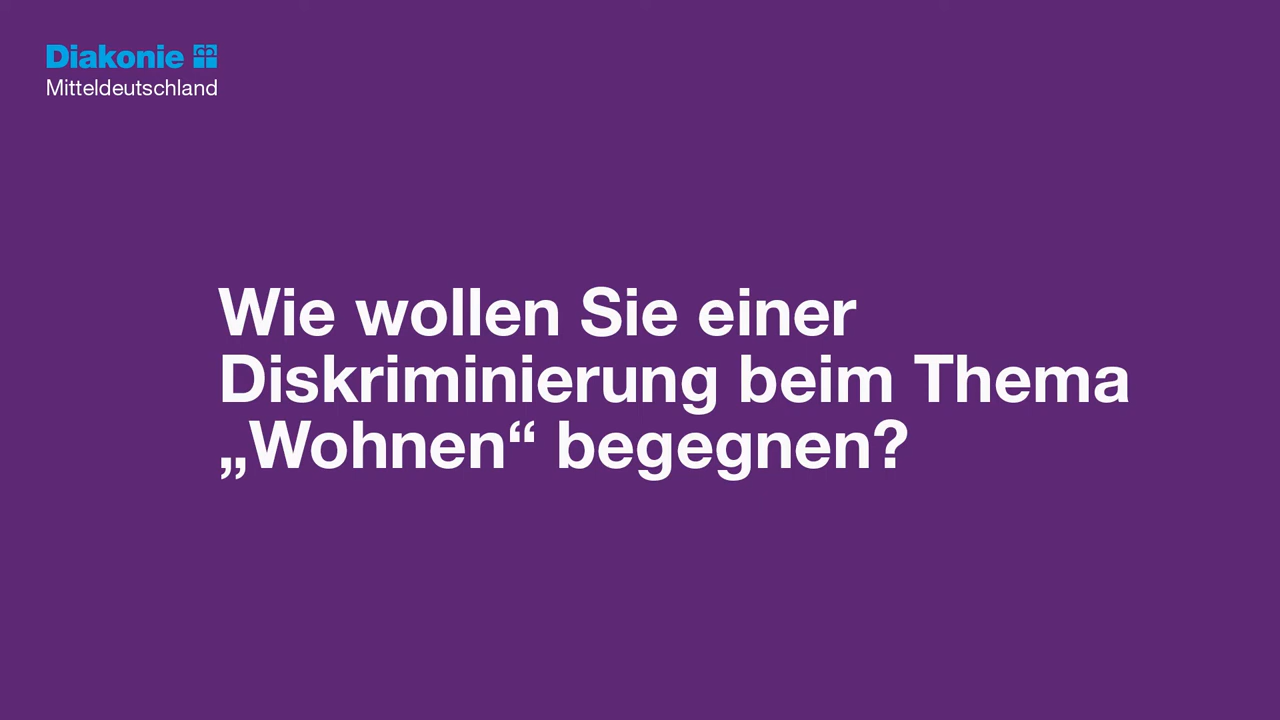 Diakonie
Mitteldeutschland
Wie wollen Sie einer
Diskriminierung beim Thema
„Wohnen“ begegnen?